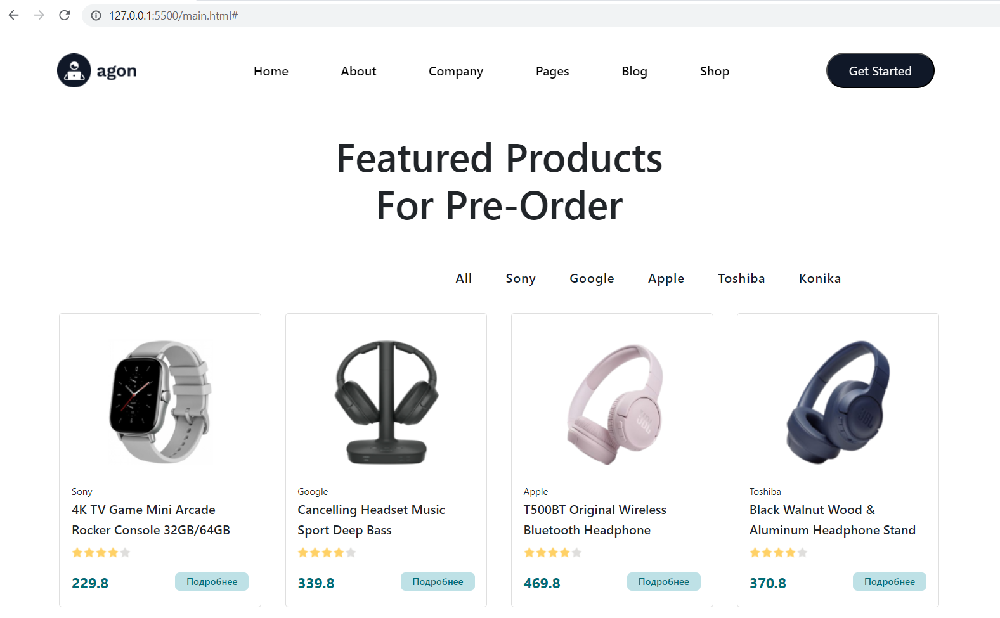 127.0.0.1:5500/main.html#
agon
Home About Company Pages Blog Shop
Get Started
Featured Products
For Pre-Order
All Sony Google Apple Toshiba Konika
JBL
JBL
Sony
4K TV Game Mini Arcade
Rocker Console 32GB/64GB
229.8
Подробнее
Google
Cancelling Headset Music
Sport Deep Bass
339.8
Подробнее
Apple
T500BT Original Wireless
Bluetooth Headphone
469.8
Подробнее
Toshiba
Black Walnut Wood &
Aluminum Headphone Stand
370.8
Подробнее